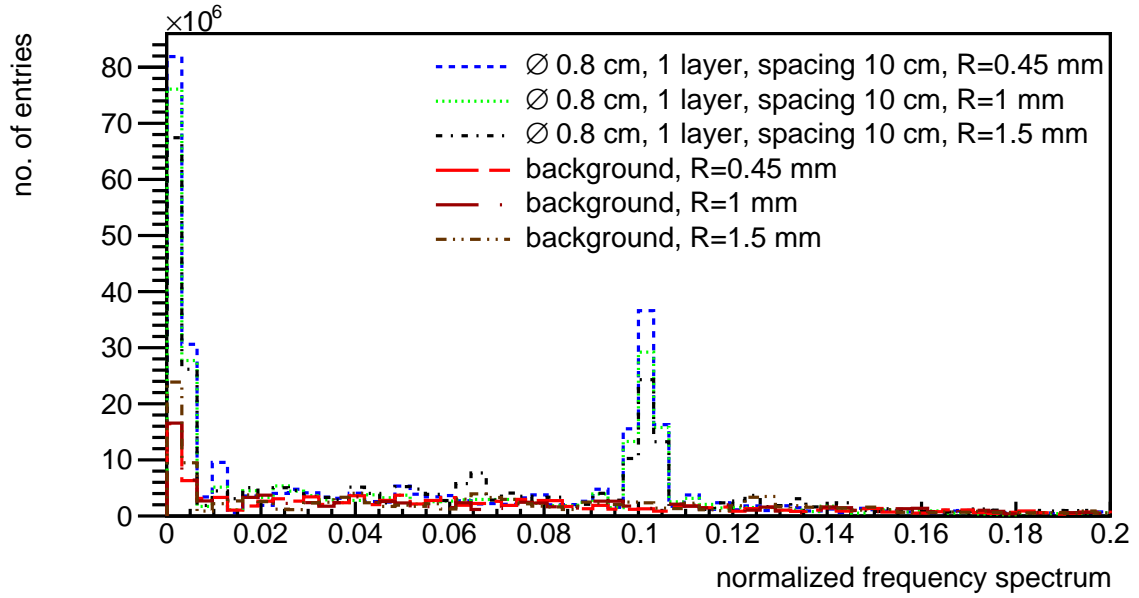 ×10⁶
no. of entries
80
70
60
50
40
30
20
10
0
∅ 0.8 cm, 1 layer, spacing 10 cm, R=0.45 mm
∅ 0.8 cm, 1 layer, spacing 10 cm, R=1 mm
∅ 0.8 cm, 1 layer, spacing 10 cm, R=1.5 mm
background, R=0.45 mm
background, R=1 mm
background, R=1.5 mm
0 0.02 0.04 0.06 0.08 0.1 0.12 0.14 0.16 0.18 0.2
normalized frequency spectrum